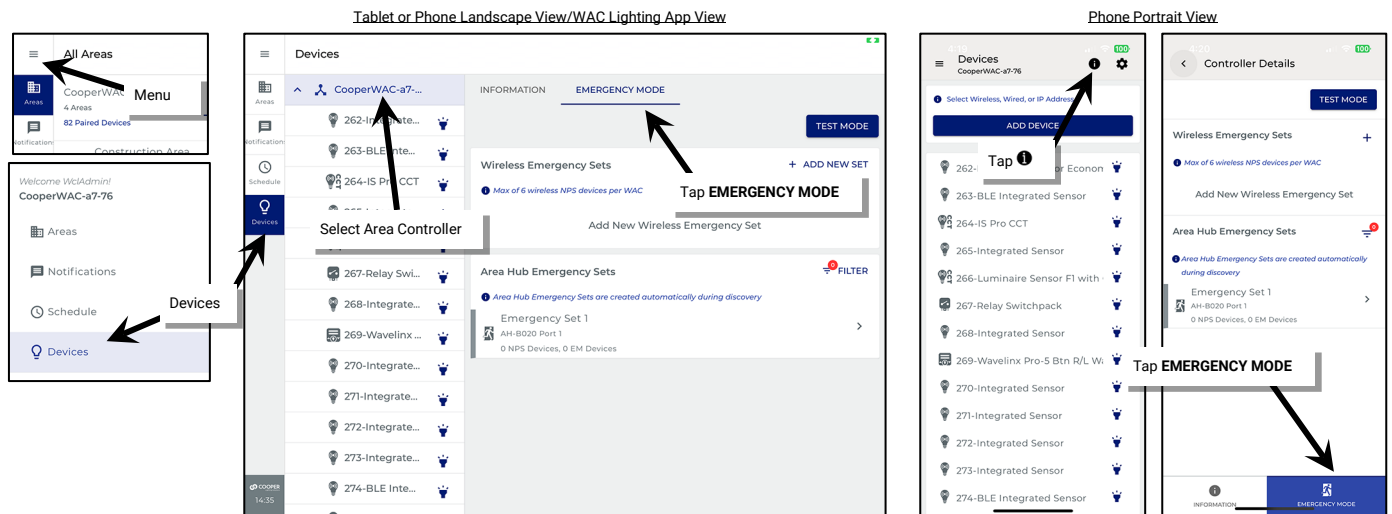 Tablet or Phone Landscape View/WAC Lighting App View
Phone Portrait View
All Areas
Areas
CooperWAC
4 Areas
82 Paired Devices
Construction Area
Menu
Welcome WclAdmin!
CooperWAC-a7-76
Areas
Notifications
Schedule
Devices
Devices
Devices
Areas
Schedule
Devices
COOPER
14:35
CooperWAC-a7-...
263-BLE
264-IS Pro CCT
267-Relay Swi...
268-Integrate...
269-Wavelinx ...
270-Integrate...
271-Integrate...
272-Integrate...
273-Integrate...
274-BLE Inte...
Select Area Controller
INFORMATION EMERGENCY MODE
TEST MODE
Wireless Emergency Sets + ADD NEW SET
Max of 6 wireless NPS devices per WAC
Tap EMERGENCY MODE
Add New Wireless Emergency Set
Area Hub Emergency Sets FILTER
Area Hub Emergency Sets are created automatically during discovery
Emergency Set 1
AH-B020 Port 1
0 NPS Devices, 0 EM Devices
100
Devices
CooperWAC-a7-76
Select Wireless, Wired, or IP Address
ADD DEVICE
Tap
262- or Econom
263-BLE Integrated Sensor
264-IS Pro CCT
265-Integrated Sensor
266-Luminaire Sensor F1 with
267-Relay Switchpack
268-Integrated Sensor
269-Wavelinx Pro-5 Btn R/L Wa
270-Integrated Sensor
271-Integrated Sensor
272-Integrated Sensor
273-Integrated Sensor
274-BLE Integrated Sensor
4:20 100
Controller Details
TEST MODE
Wireless Emergency Sets +
Max of 6 wireless NPS devices per WAC
Add New Wireless Emergency Set
Area Hub Emergency Sets
Area Hub Emergency Sets are created automatically
during discovery
Emergency Set 1
AH-B020 Port 1
0 NPS Devices, 0 EM Devices
Tap EMERGENCY MODE
INFORMATION EMERGENCY MODE